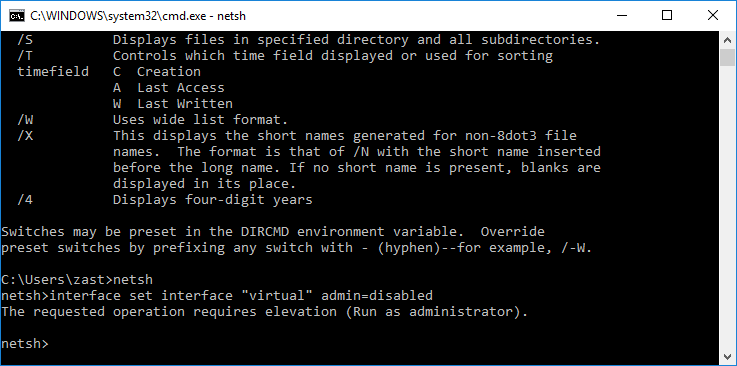 C:\WINDOWS\system32\cmd.exe - netsh
/S          Displays files in specified directory and all subdirectories.
/T          Controls which time field displayed or used for sorting
timefield   C  Creation
            A  Last Access
            W  Last Written
/W          Uses wide list format.
/X          This displays the short names generated for non-8dot3 file
            names.  The format is that of /N with the short name inserted
            before the long name. If no short name is present, blanks are
            displayed in its place.
/4          Displays four-digit years
Switches may be preset in the DIRCMD environment variable.  Override
preset switches by prefixing any switch with - (hyphen)--for example, /-W.
C:\Users\zast>netsh
netsh>interface set interface "virtual" admin=disabled
The requested operation requires elevation (Run as administrator).
netsh>